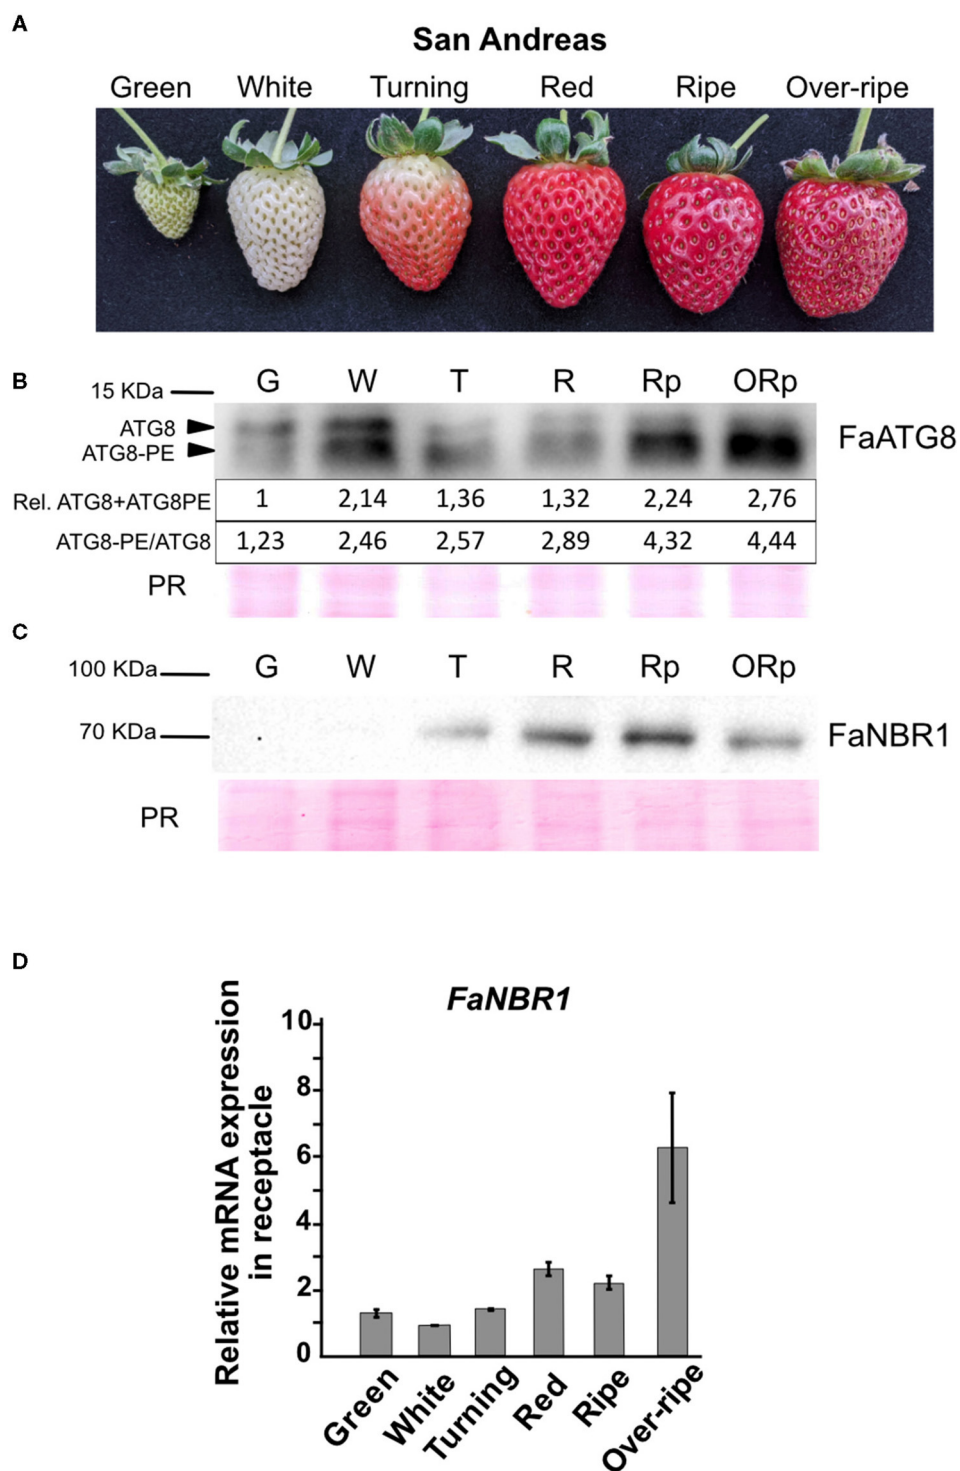 A
San Andreas
Green White Turning Red Ripe Over-ripe
B
G W T R Rp ORp
15 KDa
ATG8
ATG8-PE
FaATG8
Rel. ATG8+ATG8PE 1 2,14 1,36 1,32 2,24 2,76
ATG8-PE/ATG8 1,23 2,46 2,57 2,89 4,32 4,44
PR
C
G W T R Rp ORp
100 KDa
70 KDa
FaNBR1
PR
D
FaNBR1
Relative mRNA expression
in receptacle
10
8
6
4
2
0
Green White Turning Red Ripe Over-ripe